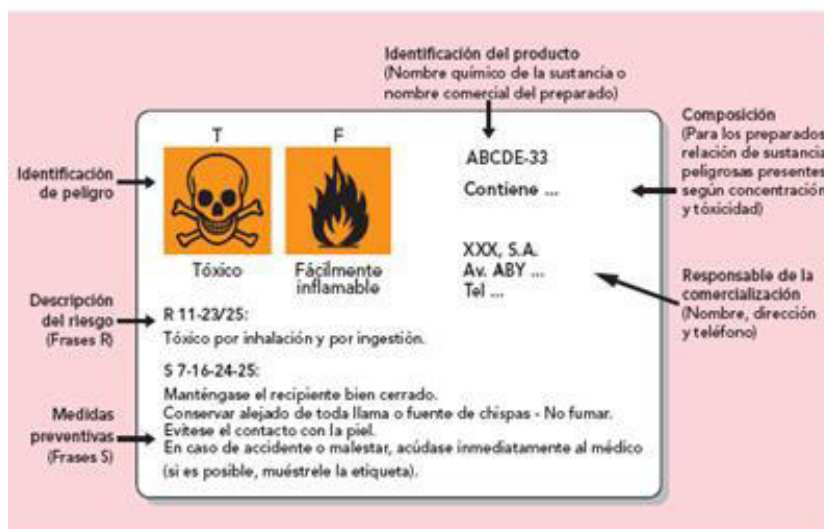 Identificación del producto
(Nombre químico de la sustancia o
nombre comercial del preparado)
Composición
(Para los preparados
relación de sustancia
peligrosas presentes
según concentración
y tóxicidad)
Identificación
de peligro
T
F
Tóxico
Fácilmente
inflamable
ABCDE-33
Contiene ...
XXX, S.A.
Av. ABY ...
Tel ...
Responsable de la
comercialización
(Nombre, dirección
y teléfono)
Descripción
del riesgo
(Frases R)
R 11-23/25:
Tóxico por inhalación y por ingestión.
S 7-16-24-25:
Manténgase el recipiente bien cerrado.
Conservar alejado de toda llama o fuente de chispas - No fumar.
Evítese el contacto con la piel.
En caso de accidente o malestar, acúdase inmediatamente al médico
(si es posible, muéstrele la etiqueta).
Medidas
preventivas
(Frases S)